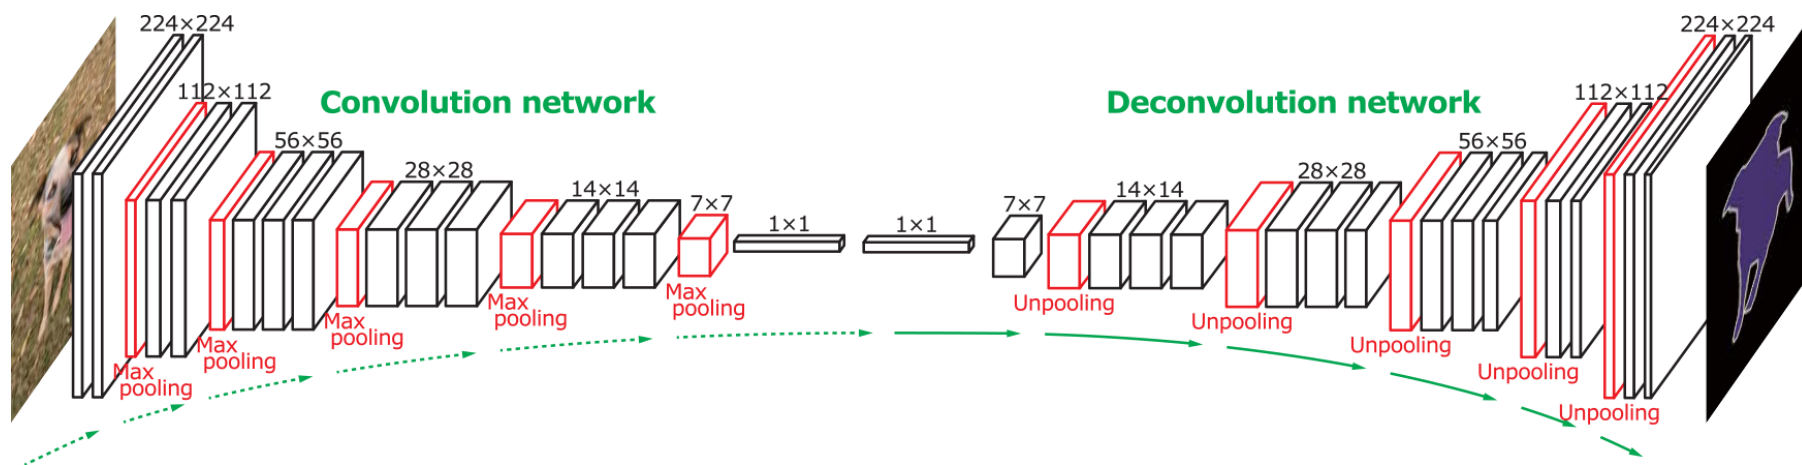 224×224
112×112
Convolution network
56×56
28×28
14×14
7×7
1×1
1×1
7×7
14×14
28×28
Deconvolution network
56×56
112×112
224×224
Max
pooling
Max
pooling
Max
pooling
Max
pooling
Max
pooling
Unpooling
Unpooling
Unpooling
Unpooling
Unpooling